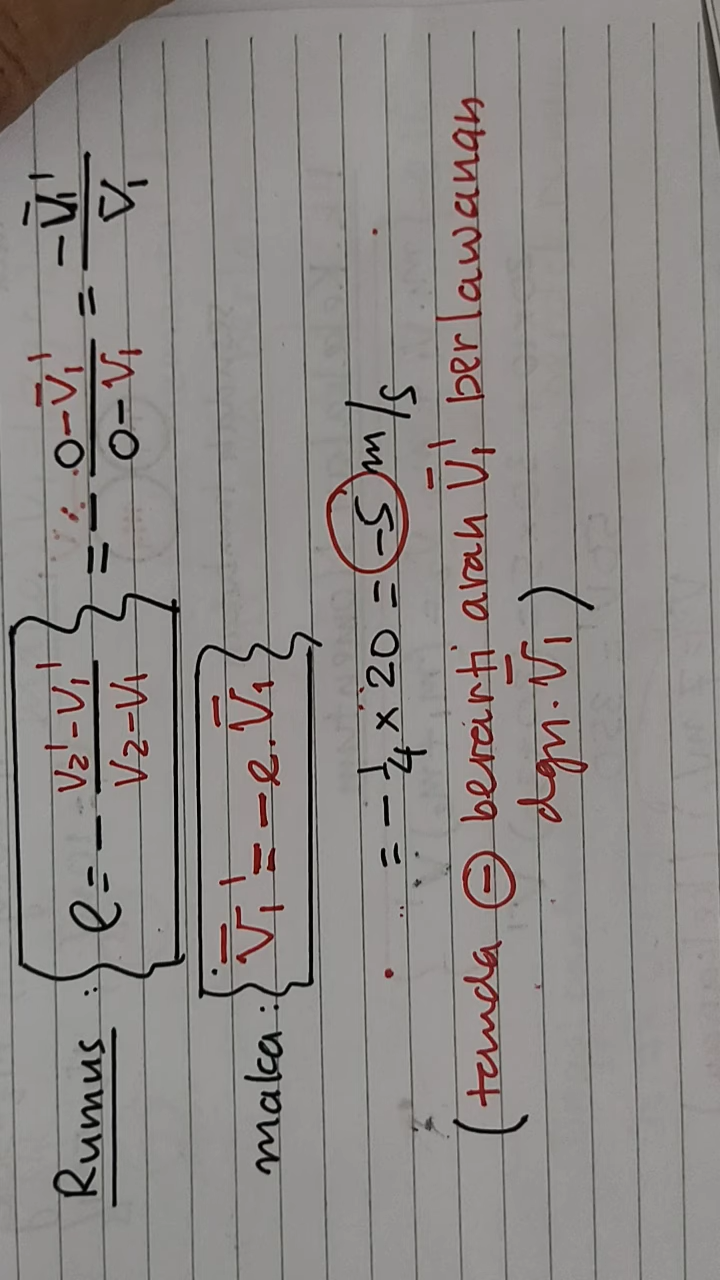 Rumus : e = - (v2' - v1')/(v2 - v1) = - (0 - v̄1')/(0 - v1) = -v̄1'/v̄1
maka : v̄1' = -e . v̄1
= -1/4 x 20 = -5 m/s
(tanda ⊖ berarti arah v̄1' berlawanan
dgn. v̄1)